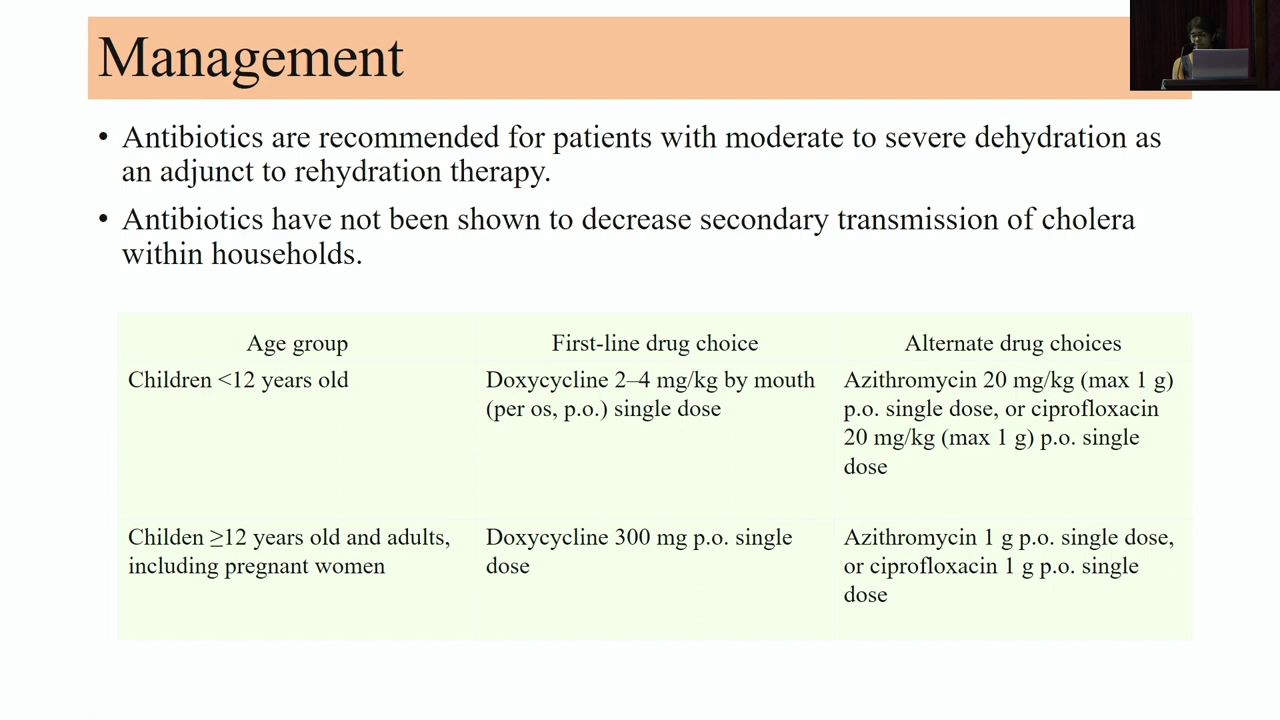 Management
• Antibiotics are recommended for patients with moderate to severe dehydration as
an adjunct to rehydration therapy.
• Antibiotics have not been shown to decrease secondary transmission of cholera
within households.
Age group
First-line drug choice
Alternate drug choices
Children <12 years old
Doxycycline 2–4 mg/kg by mouth
(per os, p.o.) single dose
Azithromycin 20 mg/kg (max 1 g)
p.o. single dose, or ciprofloxacin
20 mg/kg (max 1 g) p.o. single
dose
Childen ≥12 years old and adults,
including pregnant women
Doxycycline 300 mg p.o. single
dose
Azithromycin 1 g p.o. single dose,
or ciprofloxacin 1 g p.o. single
dose